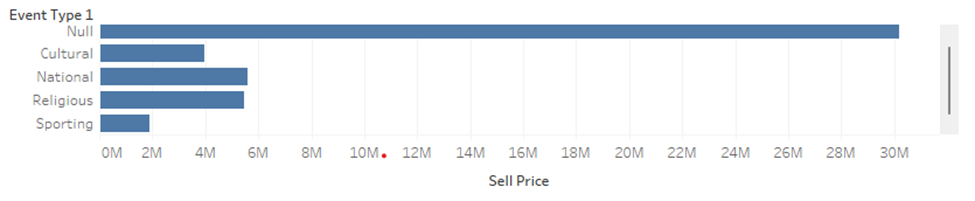 Event Type 1
Null
Cultural
National
Religious
Sporting
0M 2M 4M 6M 8M 10M 12M 14M 16M 18M 20M 22M 24M 26M 28M 30M
Sell Price